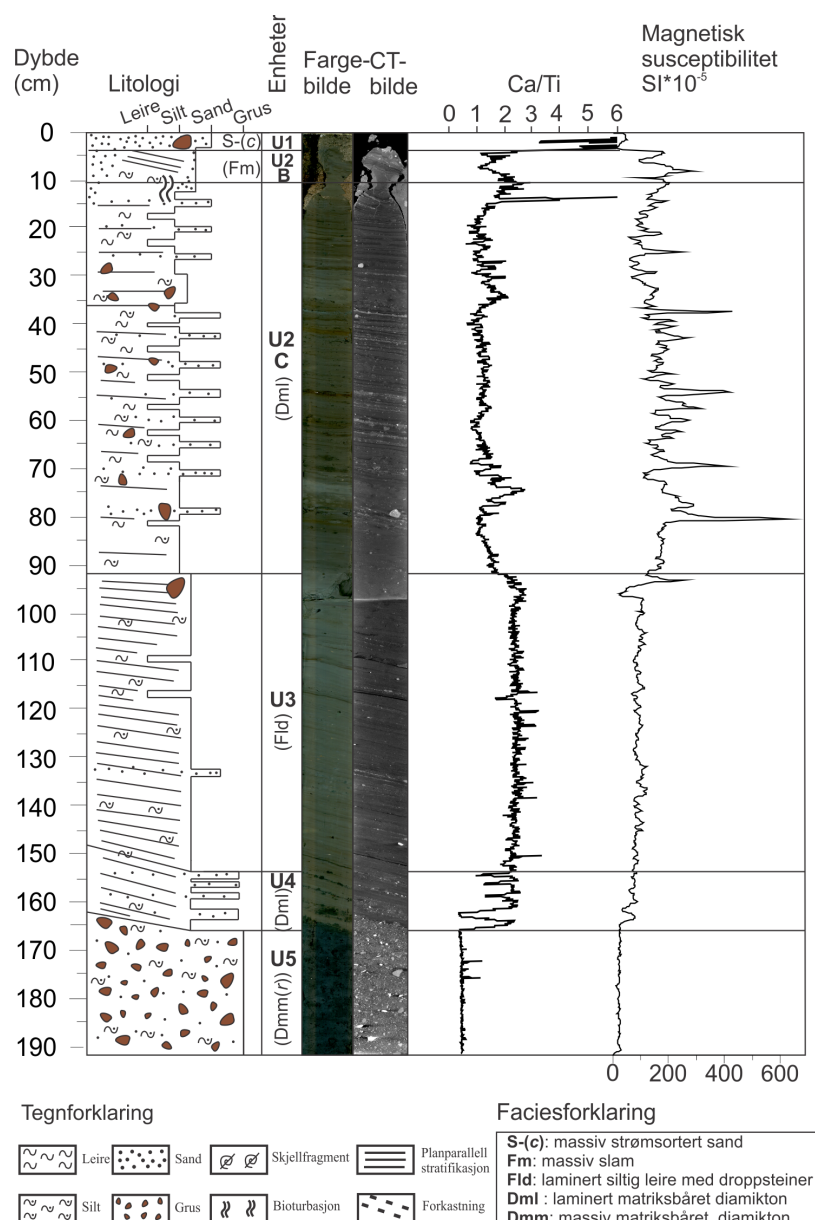 Dybde
(cm)
Litologi
Leire
Silt
Sand
Grus
Enheter
Farge-
bilde
CT-
bilde
Ca/Ti
0 1 2 3 4 5 6
Magnetisk
susceptibilitet
SI*10-5
0
10
20
30
40
50
60
70
80
90
100
110
120
130
140
150
160
170
180
190
S-(c)
U1
(Fm)
U2
B
U2
C
(Dml)
U3
(Fld)
U4
(Dml)
U5
(Dmm(r))
0 200 400 600
Tegnforklaring
Leire
Sand
Skjellfragment
Planparallell
stratifikasjon
Silt
Grus
Bioturbasjon
Forkastning
Faciesforklaring
S-(c): massiv strømsortert sand
Fm: massiv slam
Fld: laminert siltig leire med droppsteiner
Dml : laminert matriksbåret diamikton
Dmm: massiv matriksbåret, diamikton